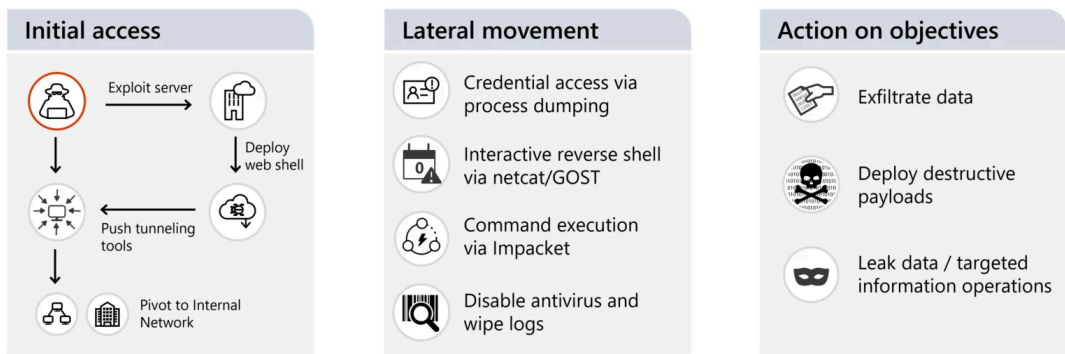 Initial access
Exploit server
Deploy
web shell
Push tunneling
tools
Pivot to Internal
Network
Lateral movement
Credential access via
process dumping
0
Interactive reverse shell
via netcat/GOST
Command execution
via Impacket
Disable antivirus and
wipe logs
Action on objectives
Exfiltrate data
Deploy destructive
payloads
Leak data / targeted
information operations